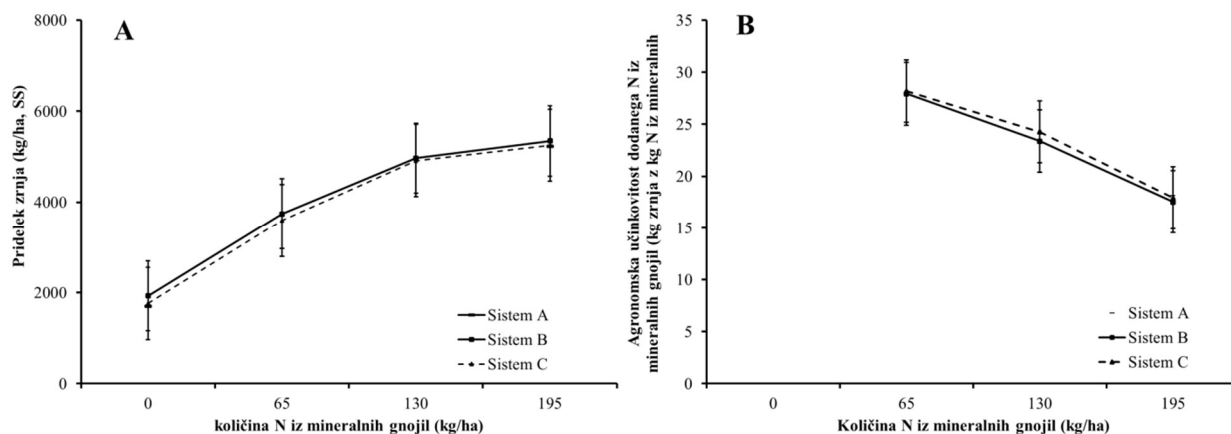 A
Pridelek zrnja (kg/ha, SS)
8000
6000
4000
2000
0
Sistem A
Sistem B
Sistem C
0 65 130 195
količina N iz mineralnih gnojil (kg/ha)
B
Agronomska učinkovitost dodanega N iz
mineralnih gnojil (kg zrnja z kg N iz mineralnih
35
30
25
20
15
10
5
0
Sistem A
Sistem B
Sistem C
0 65 130 195
Količina N iz mineralnih gnojil (kg/ha)